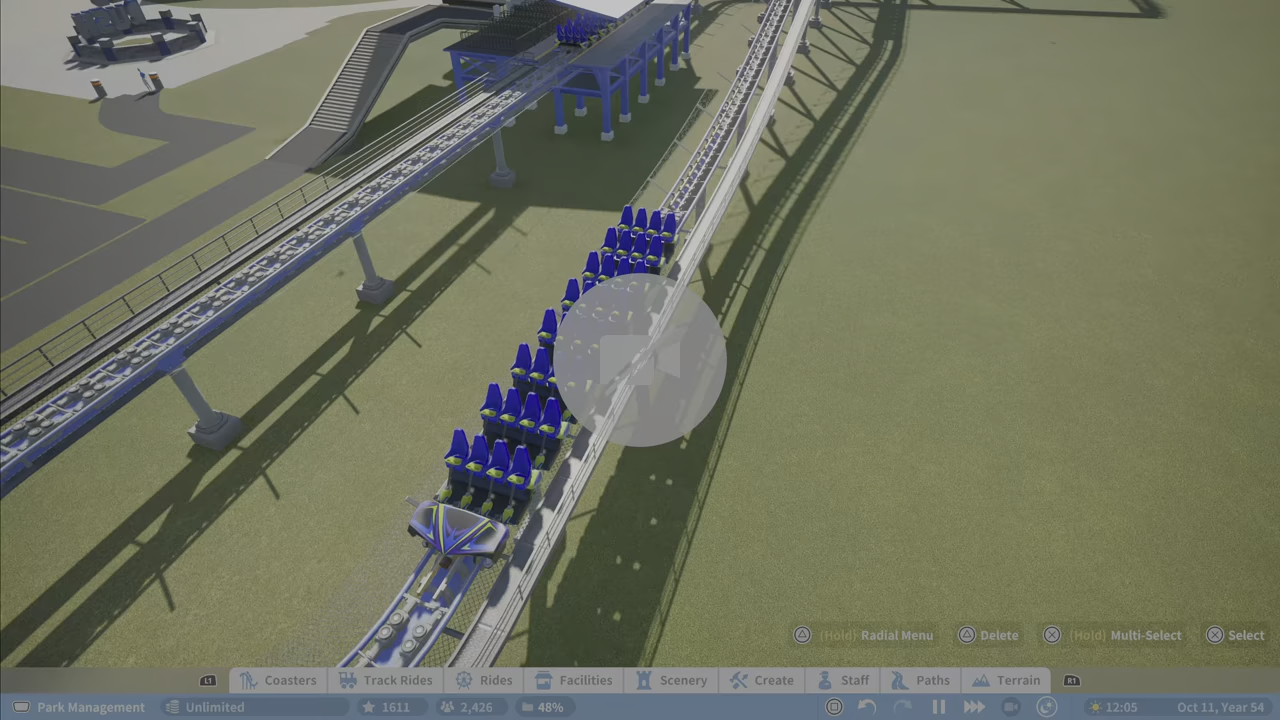 (Hold) Radial Menu Delete (Hold) Multi-Select Select
L1 Coasters Track Rides Rides Facilities Scenery Create Staff Paths Terrain R1
Park Management Unlimited 1611 2,426 48% 12:05 Oct 11, Year 54